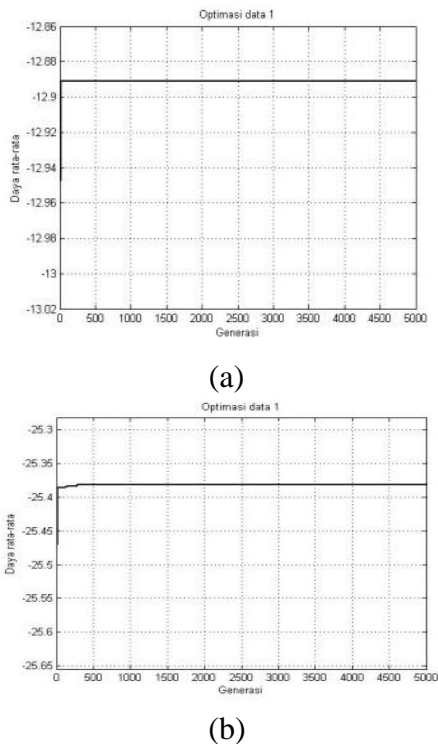 Optimasi data 1
-12.86
-12.88
-12.9
-12.92
-12.94
-12.96
-12.98
-13
-13.02
Daya rata-rata
0 500 1000 1500 2000 2500 3000 3500 4000 4500 5000
Generasi
(a)
Optimasi data 1
-25.3
-25.35
-25.4
-25.45
-25.5
-25.55
-25.6
-25.65
Daya rata-rata
0 500 1000 1500 2000 2500 3000 3500 4000 4500 5000
Generasi
(b)